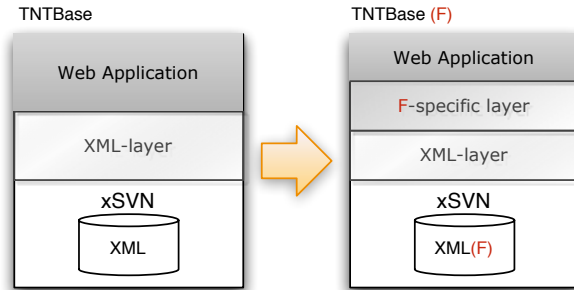 TNTBase
Web Application
XML-layer
xSVN
XML
TNTBase (F)
Web Application
F-specific layer
XML-layer
xSVN
XML(F)